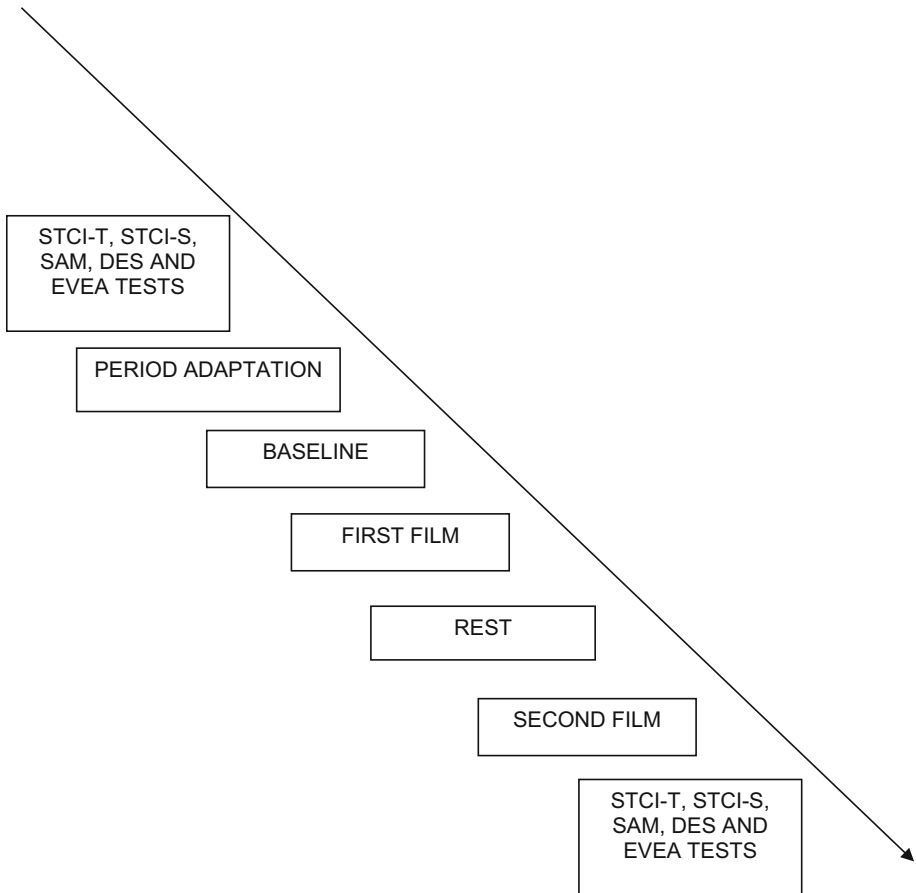 STCI-T, STCI-S,
SAM, DES AND
EVEA TESTS
PERIOD ADAPTATION
BASELINE
FIRST FILM
REST
SECOND FILM
STCI-T, STCI-S,
SAM, DES AND
EVEA TESTS